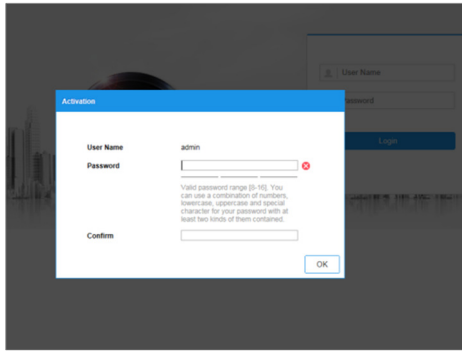 User Name
Password
Login
Activation
User Name admin
Password
Valid password range [8-16]. You
can use a combination of numbers,
lowercase, uppercase and special
character for your password with at
least two kinds of them contained.
Confirm
OK